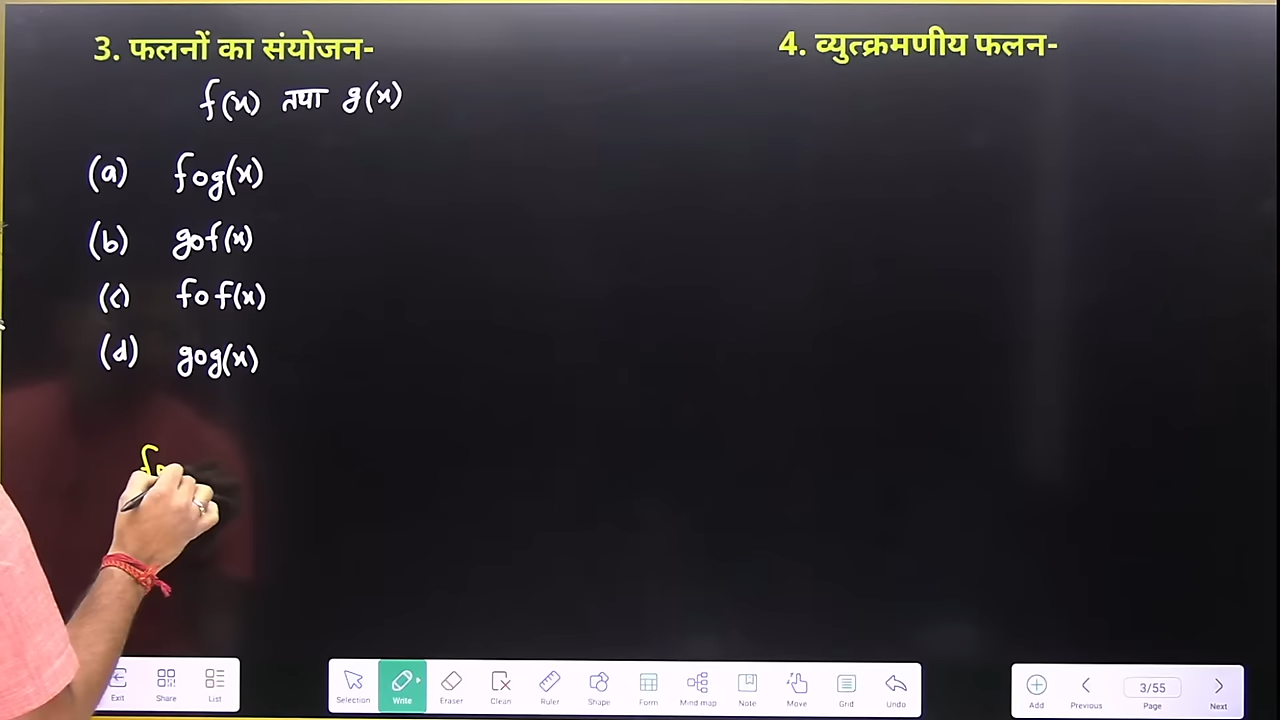 3. फलनों का संयोजन-
f(x) तथा g(x)
(a) fog(x)
(b) gof(x)
(c) fof(x)
(d) gog(x)
4. व्युत्क्रमणीय फलन-
Exit Share List
Selection Write Eraser Clean Ruler Shape Form Mind map Note Move Grid Undo
Add Previous 3/55 Page Next